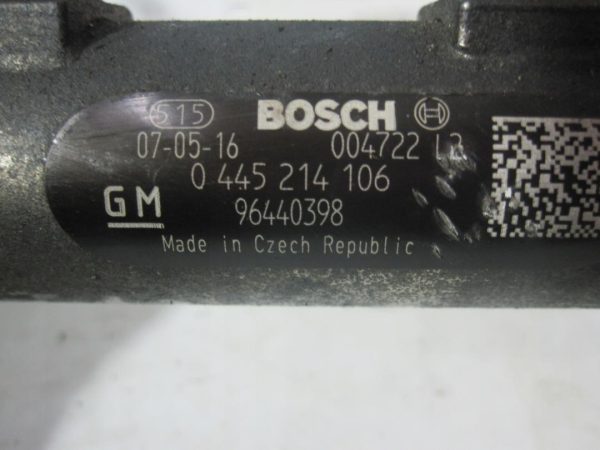 515 BOSCH
07-05-16 004722
0 445 214 106
GM 96440398
Made in Czech Republic